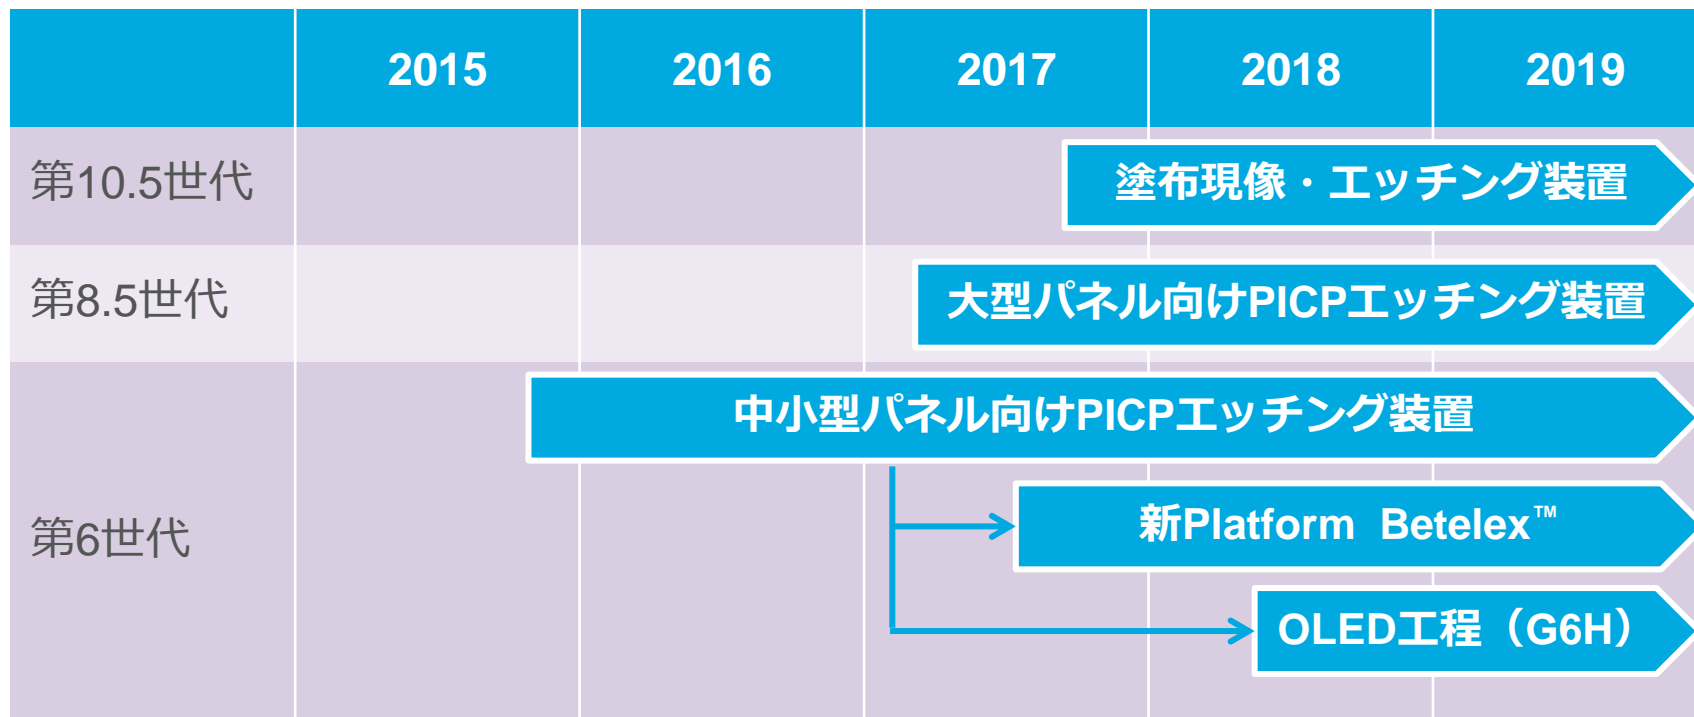 2015 2016 2017 2018 2019
第10.5世代
塗布現像・エッチング装置
第8.5世代
大型パネル向けPICPエッチング装置
中小型パネル向けPICPエッチング装置
第6世代
新Platform Betelex™
OLED工程（G6H）